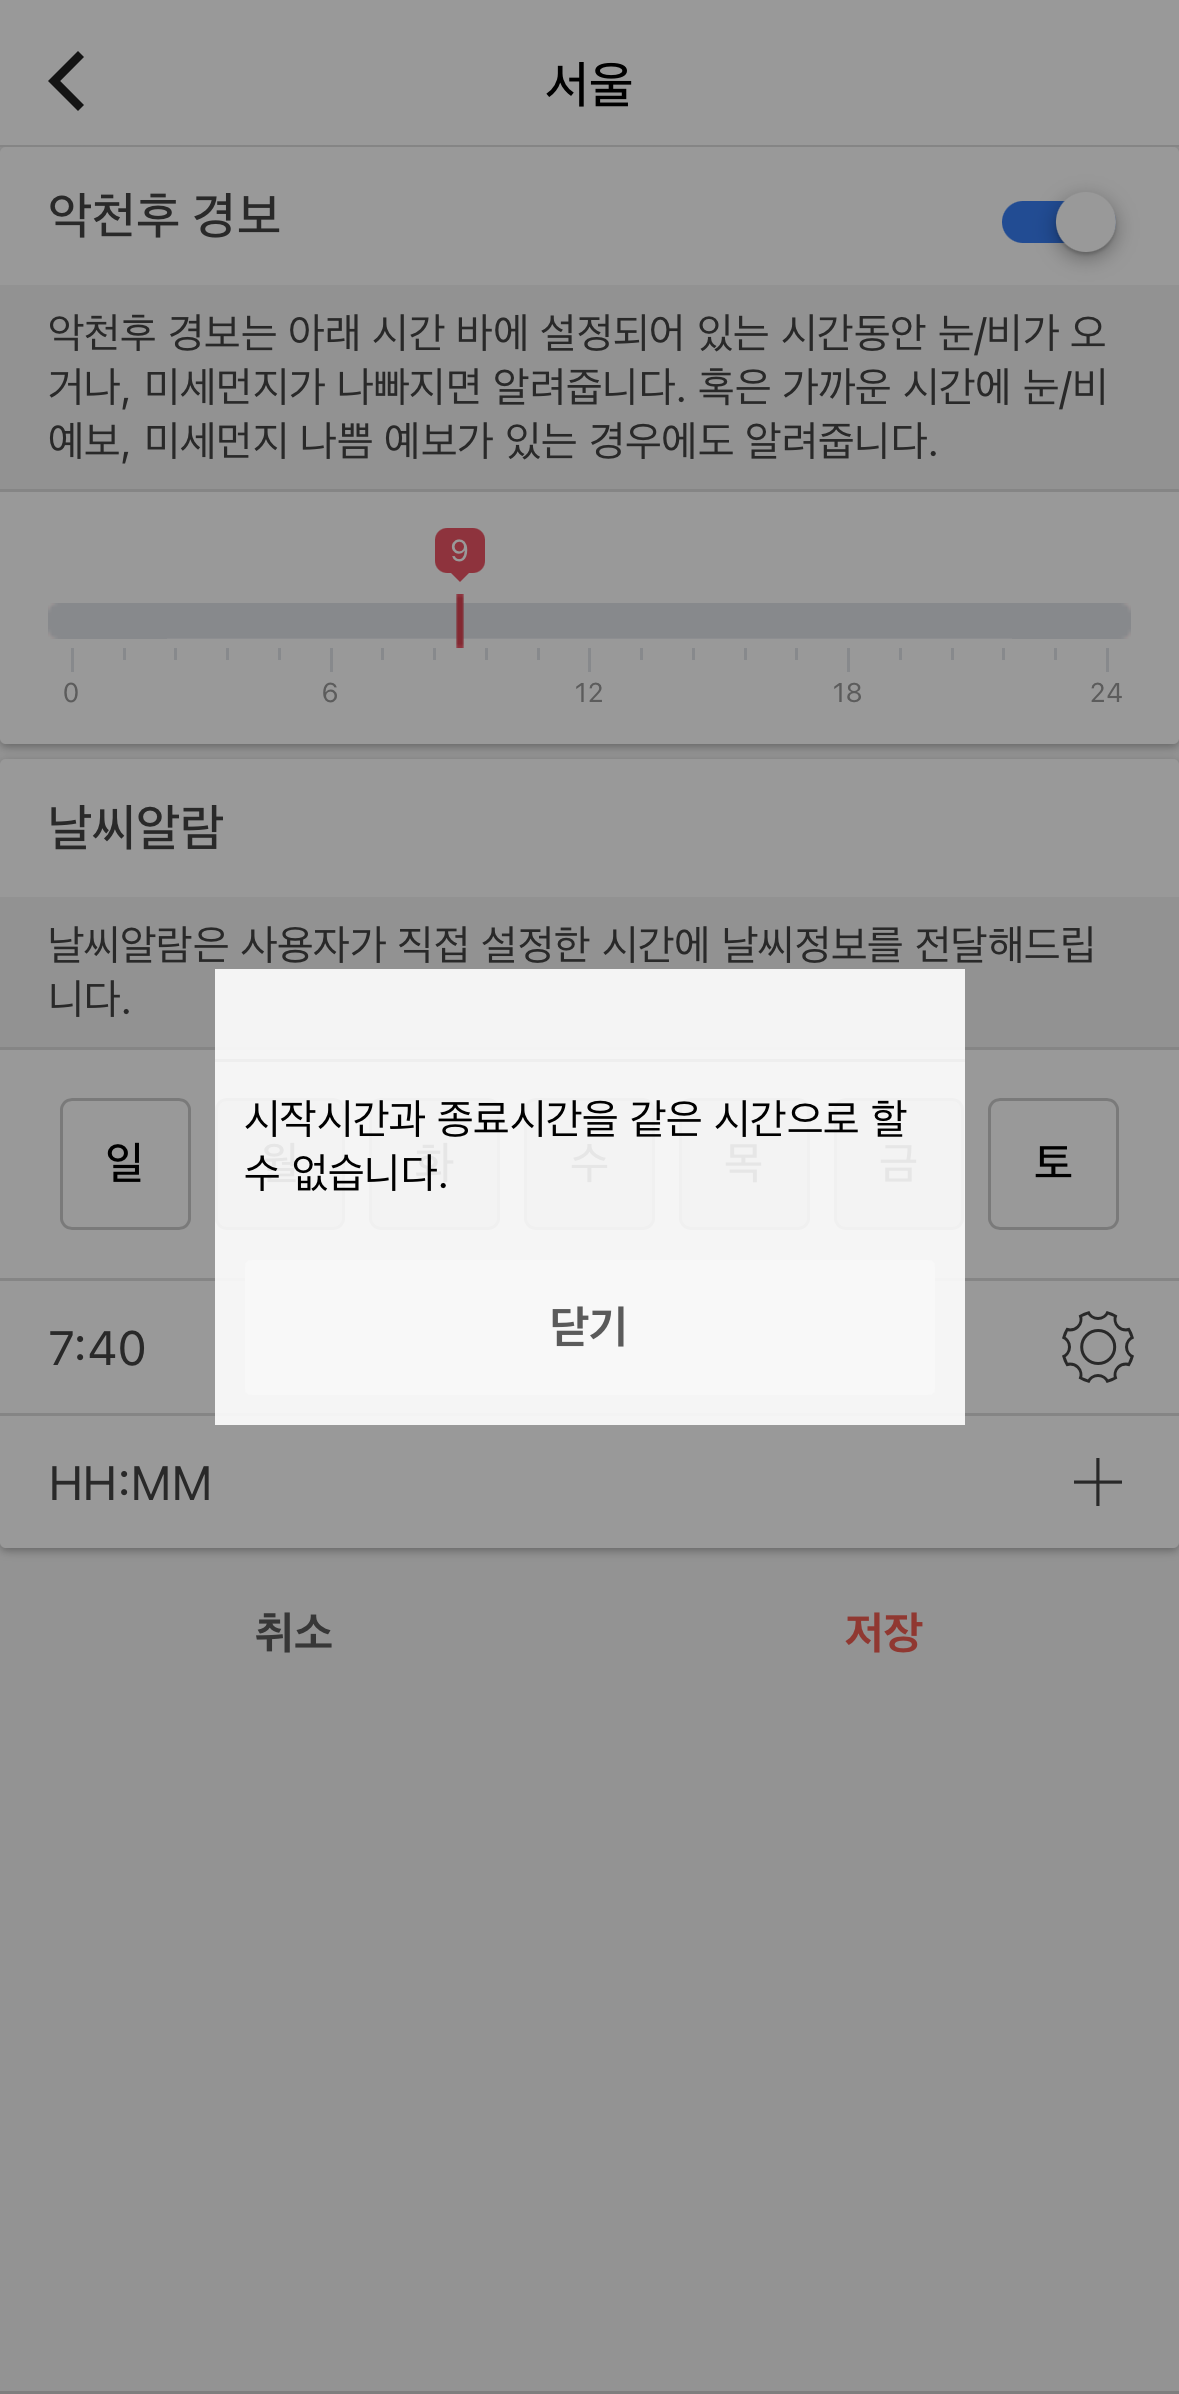 서울
악천후 경보
악천후 경보는 아래 시간 바에 설정되어 있는 시간동안 눈/비가 오
거나, 미세먼지가 나빠지면 알려줍니다. 혹은 가까운 시간에 눈/비
예보, 미세먼지 나쁨 예보가 있는 경우에도 알려줍니다.
9
0 6 12 18 24
날씨알람
날씨알람은 사용자가 직접 설정한 시간에 날씨정보를 전달해드립
니다.
시작시간과 종료시간을 같은 시간으로 할
수 없습니다.
일 월 화 수 목 금 토
닫기
7:40
HH:MM
취소 저장